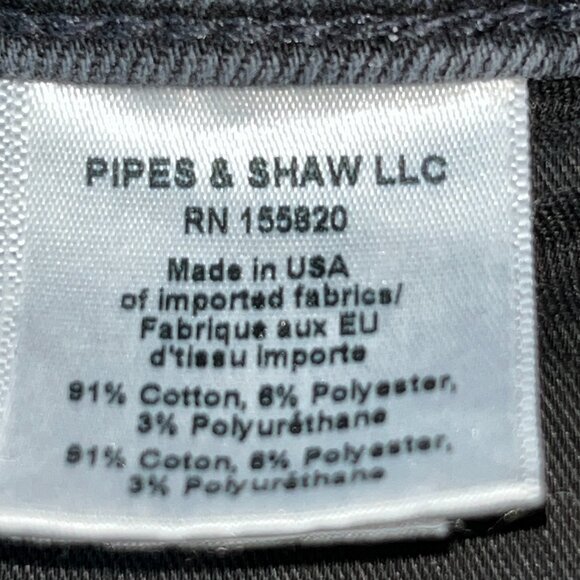 PIPES & SHAW LLC
RN 155820
Made in USA
of imported fabrics/
Fabrique aux EU
d'tissu importe
91% Cotton, 6% Polyester,
3% Polyuréthane
91% Coton, 6% Polyester,
3% Polyuréthane